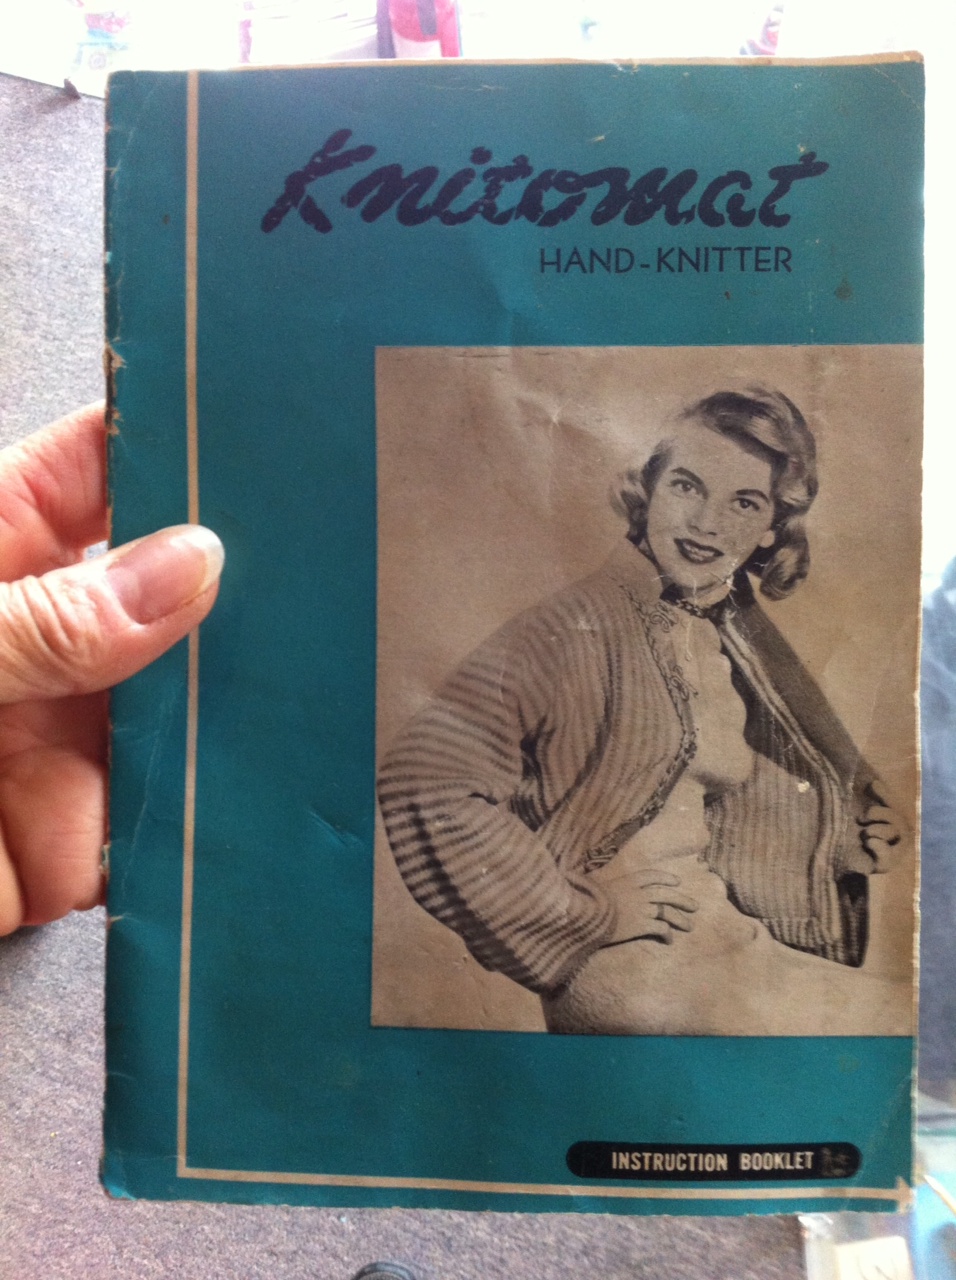 Knitomat
HAND-KNITTER
INSTRUCTION BOOKLET